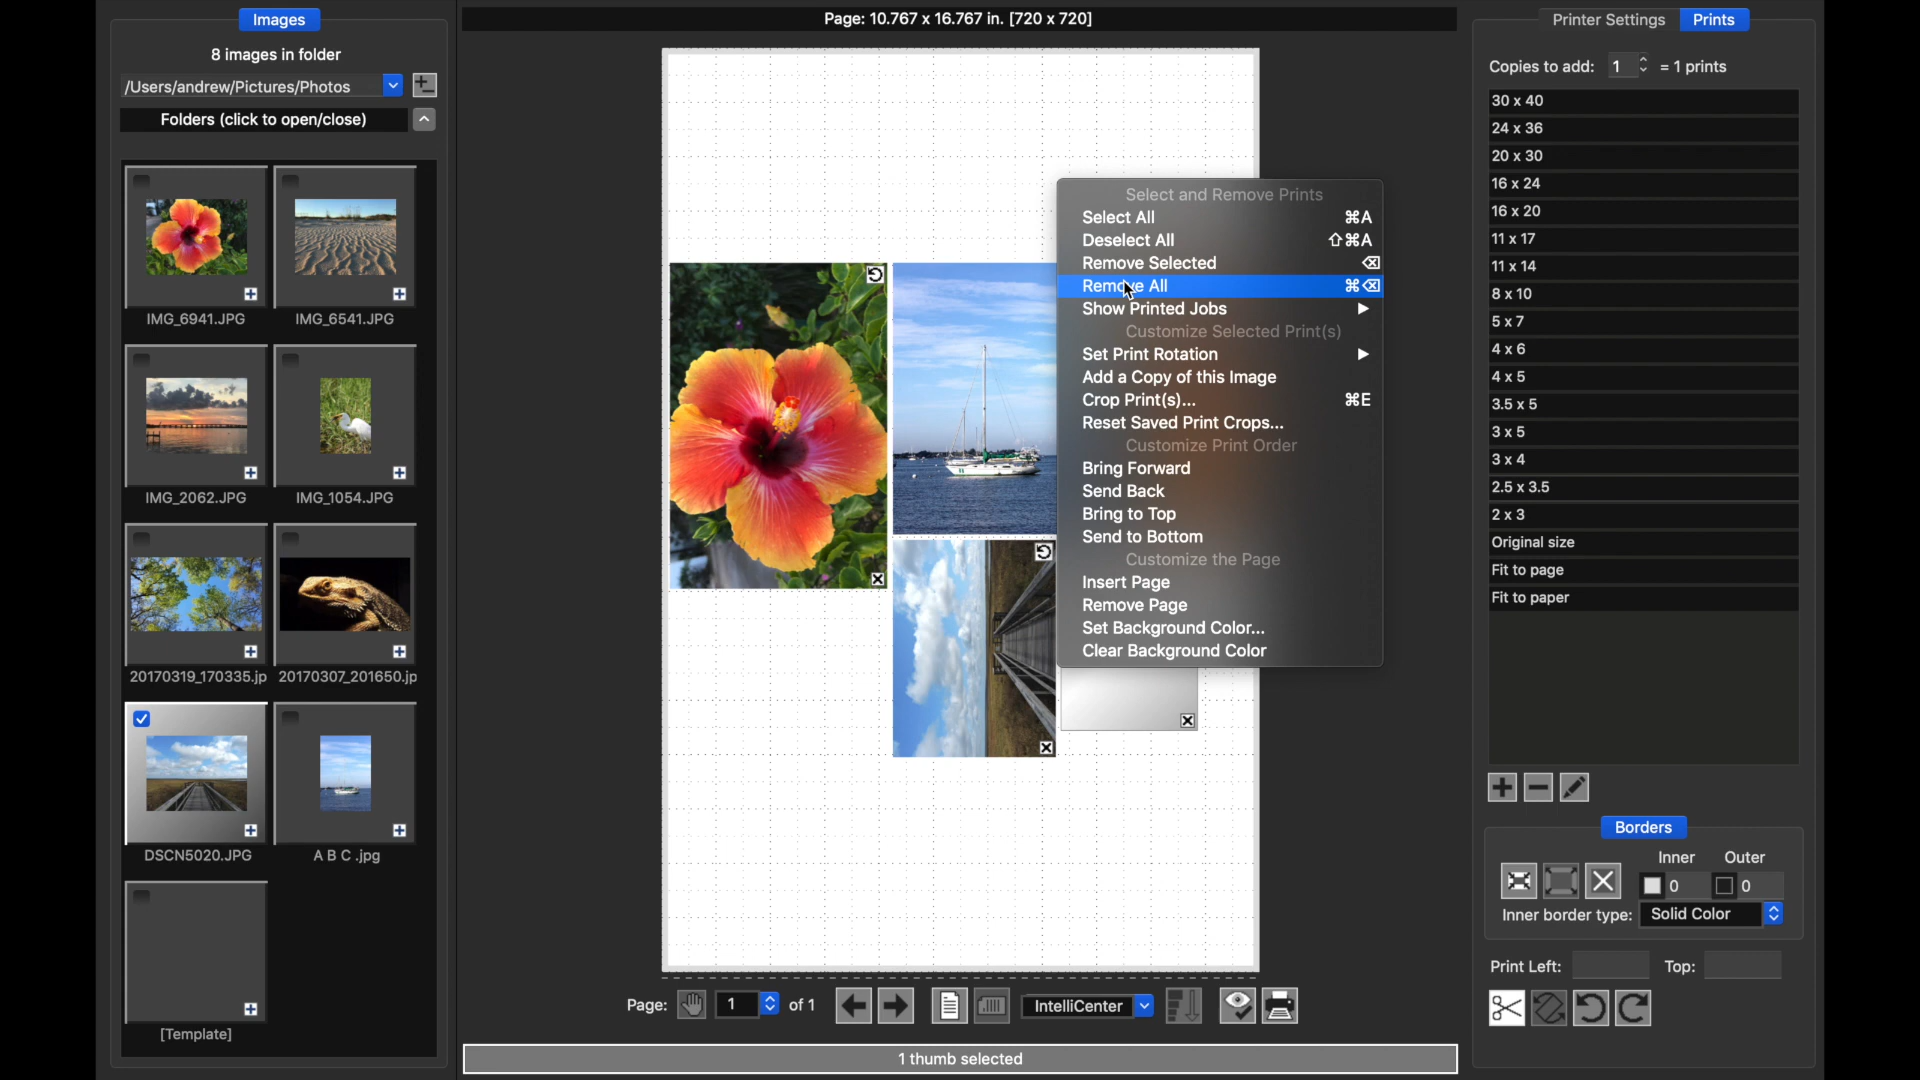 Images
8 images in folder
/Users/andrew/Pictures/Photos
Folders (click to open/close)
IMG_6941.JPG
IMG_6541.JPG
IMG_2062.JPG
IMG_1054.JPG
20170319_170335.jp
20170307_201650.jp
DSCN5020.JPG
A B C .jpg
[Template]
Page: 10.767 x 16.767 in. [720 x 720]
Select and Remove Prints
Select All ⌘A
Deselect All ⇧⌘A
Remove Selected ⌫
Remove All ⌘⌫
Show Printed Jobs ▶
Customize Selected Print(s)
Set Print Rotation ▶
Add a Copy of this Image
Crop Print(s)... ⌘E
Reset Saved Print Crops...
Customize Print Order
Bring Forward
Send Back
Bring to Top
Send to Bottom
Customize the Page
Insert Page
Remove Page
Set Background Color...
Clear Background Color
Page: 1 of 1
IntelliCenter
1 thumb selected
Printer Settings Prints
Copies to add: 1 = 1 prints
30 x 40
24 x 36
20 x 30
16 x 24
16 x 20
11 x 17
11 x 14
8 x 10
5 x 7
4 x 6
4 x 5
3.5 x 5
3 x 5
3 x 4
2.5 x 3.5
2 x 3
Original size
Fit to page
Fit to paper
Borders
Inner Outer
0 0
Inner border type: Solid Color
Print Left: Top: